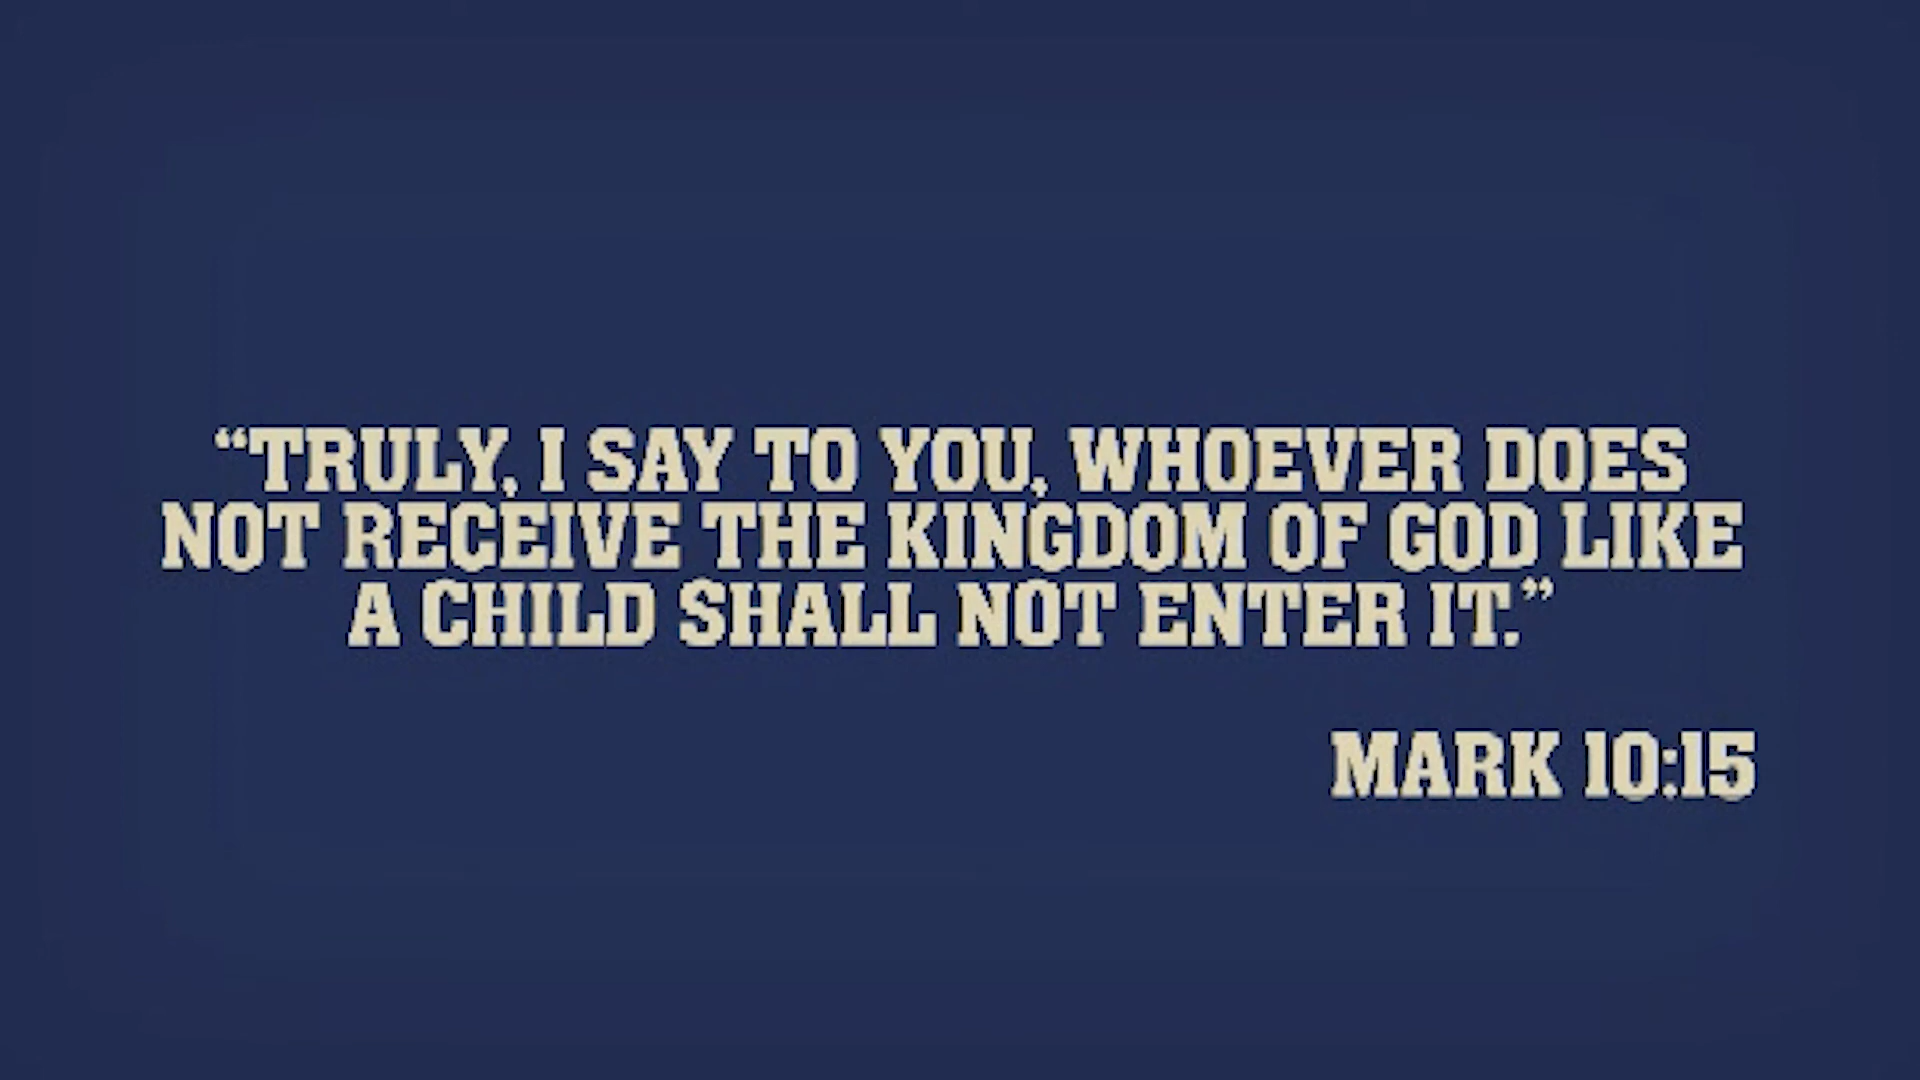 “TRULY, I SAY TO YOU, WHOEVER DOES
NOT RECEIVE THE KINGDOM OF GOD LIKE
A CHILD SHALL NOT ENTER IT.”
MARK 10:15